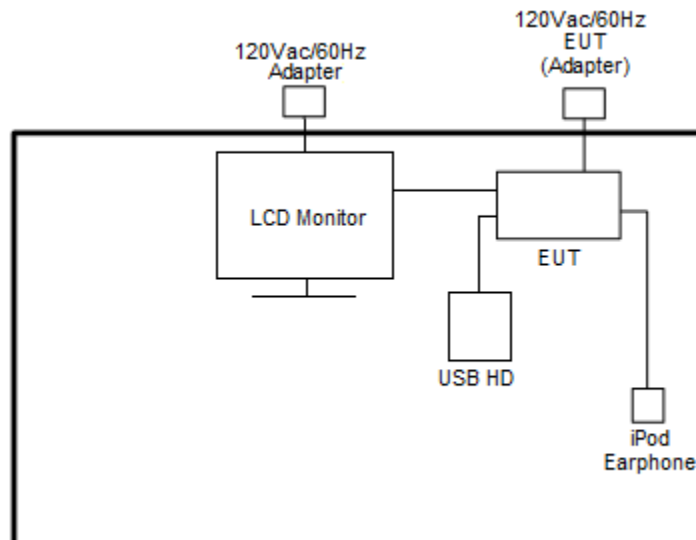 120Vac/60Hz
Adapter
120Vac/60Hz
EUT
(Adapter)
LCD Monitor
EUT
USB HD
iPod
Earphone